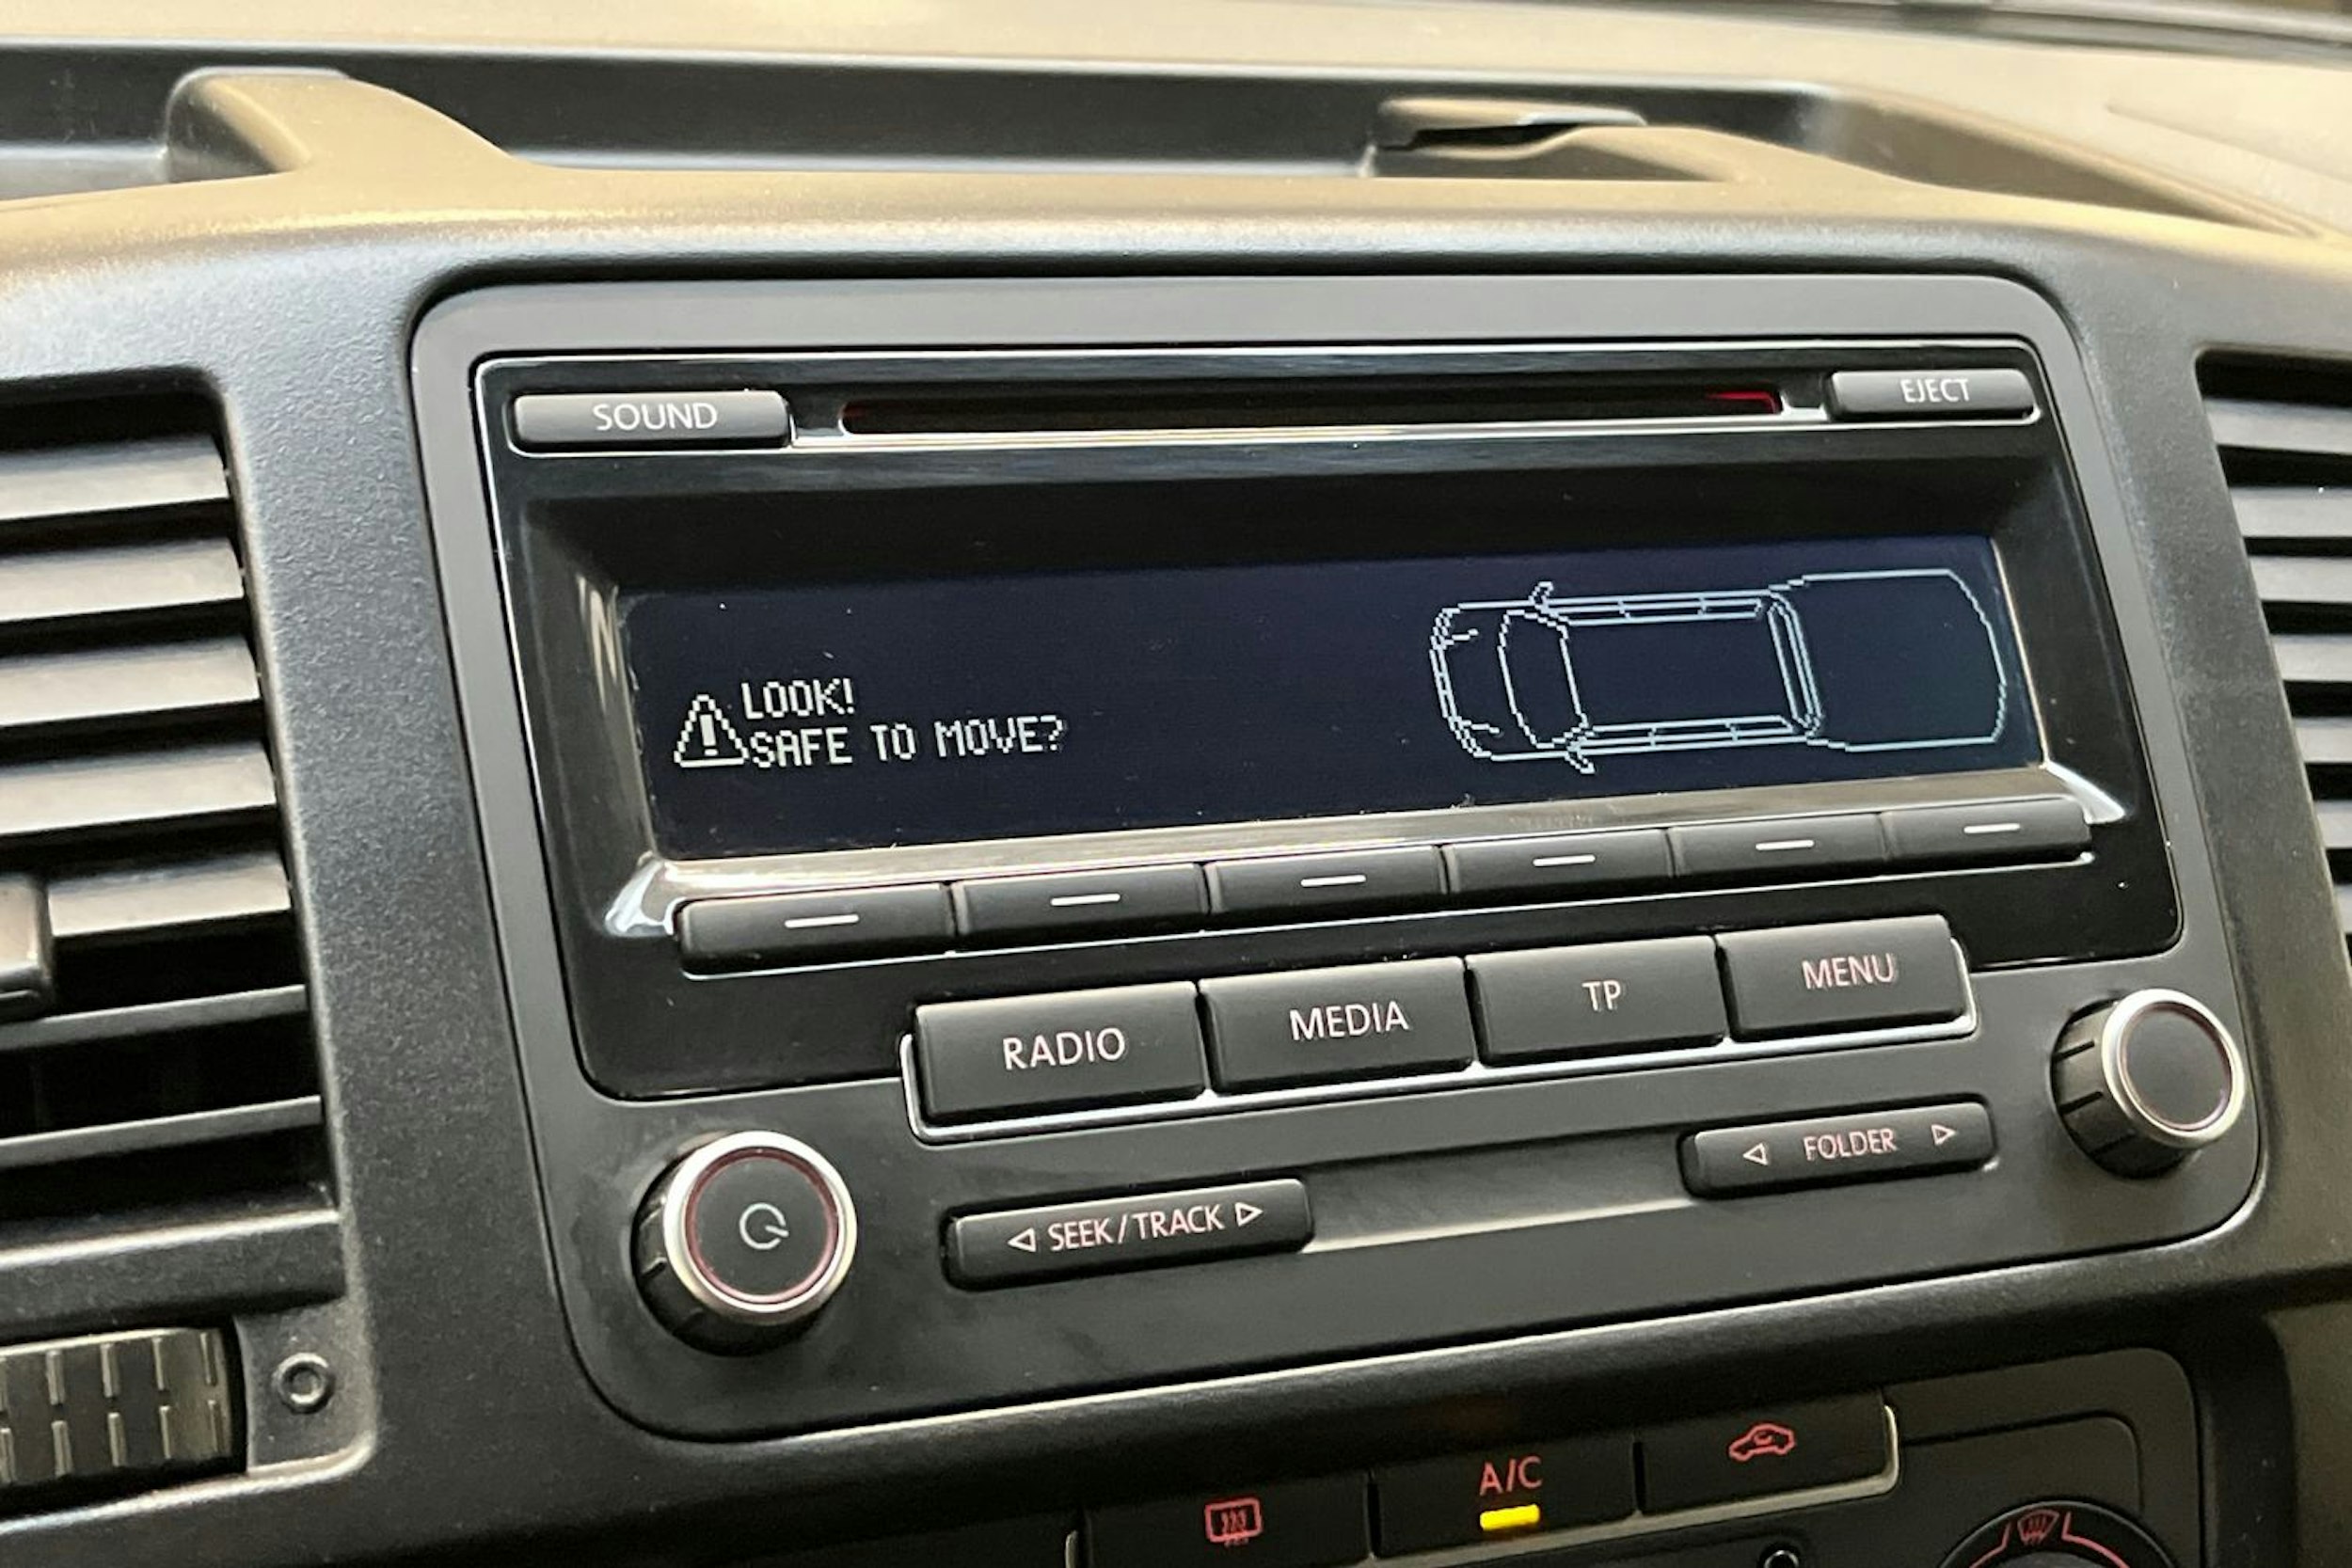 SOUND
EJECT
LOOK!
SAFE TO MOVE?
RADIO
MEDIA
TP
MENU
SEEK / TRACK
FOLDER
A/C